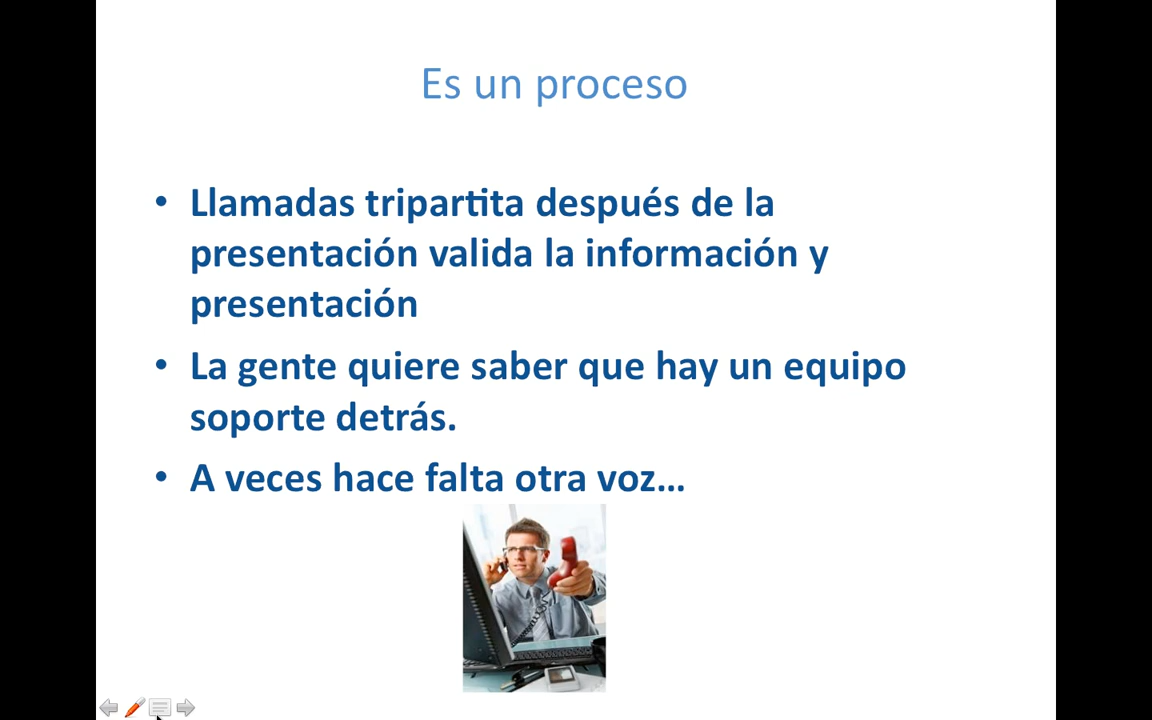 Es un proceso
• Llamadas tripartita después de la
presentación valida la información y
presentación
• La gente quiere saber que hay un equipo
soporte detrás.
• A veces hace falta otra voz...